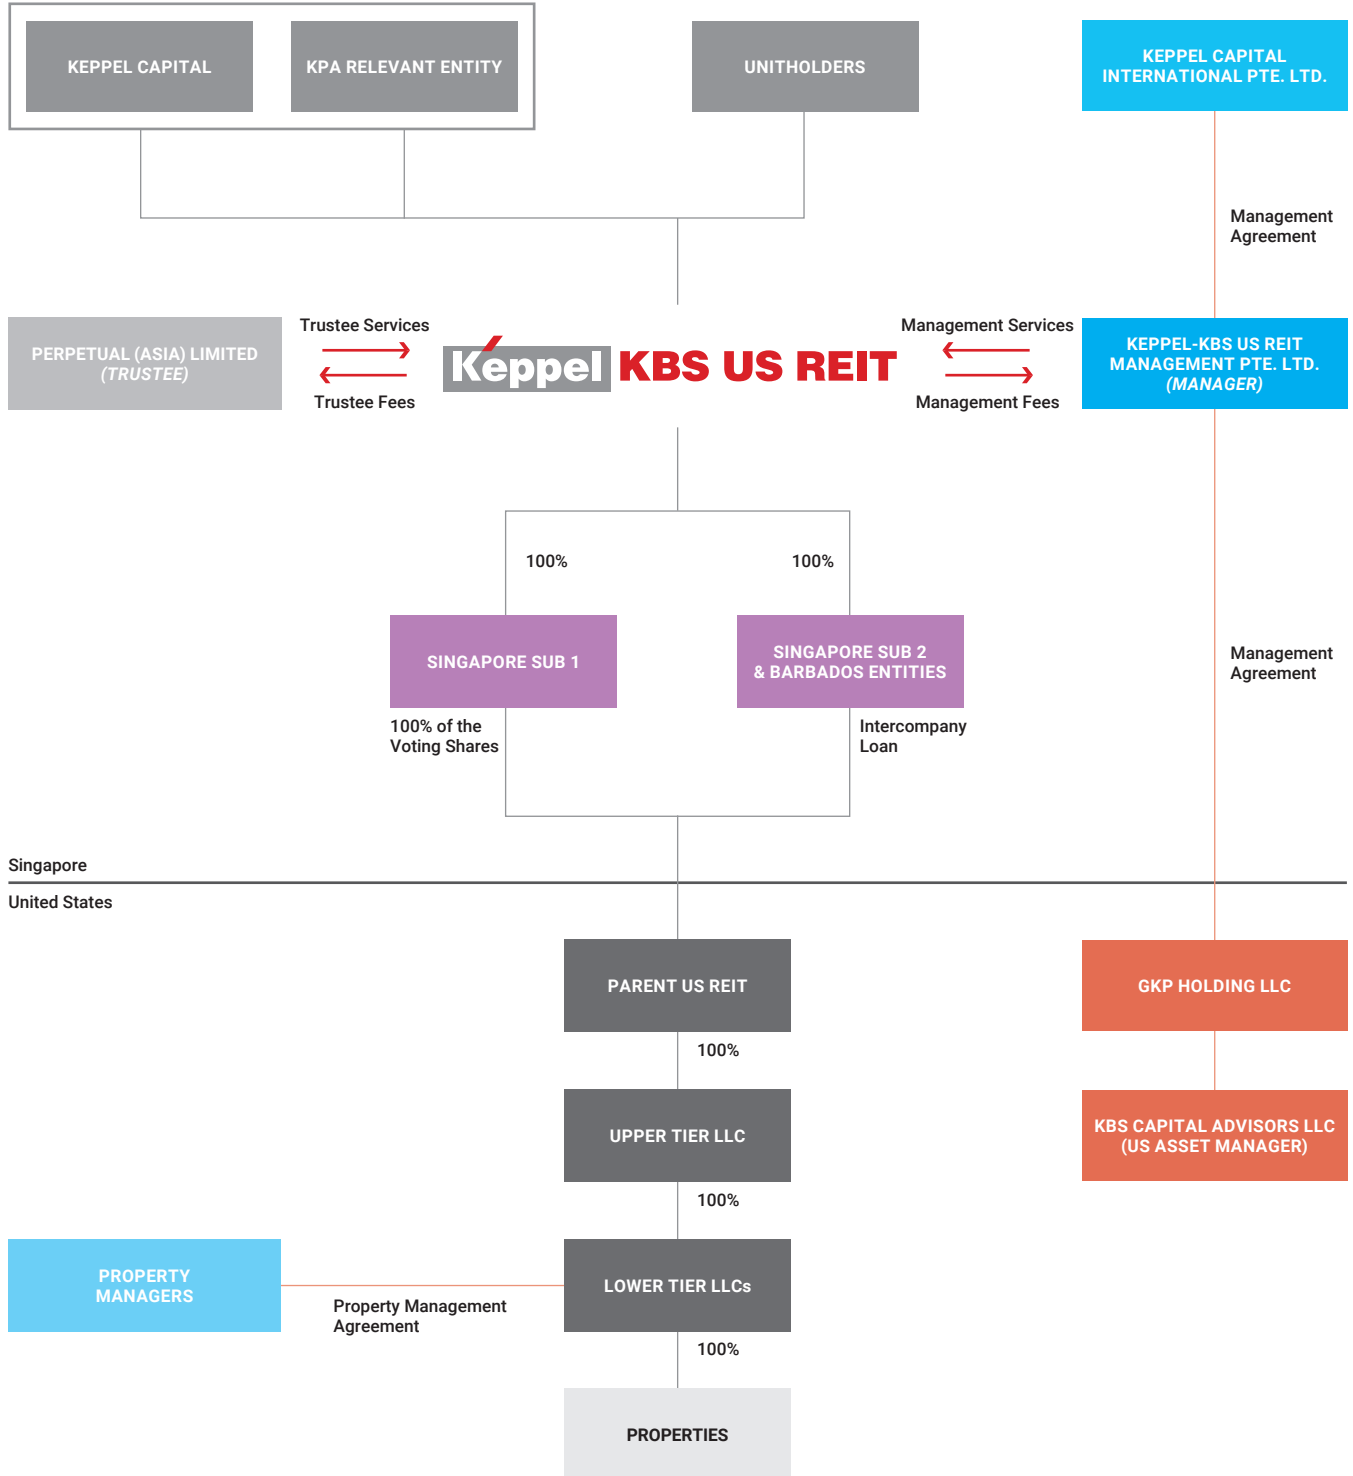 KEPPEL CAPITAL
KPA RELEVANT ENTITY
UNITHOLDERS
KEPPEL CAPITAL
INTERNATIONAL PTE. LTD.
Management
Agreement
PERPETUAL (ASIA) LIMITED
(TRUSTEE)
Trustee Services
Trustee Fees
Keppel KBS US REIT
Management Services
Management Fees
KEPPEL-KBS US REIT
MANAGEMENT PTE. LTD.
(MANAGER)
100%
100%
SINGAPORE SUB 1
SINGAPORE SUB 2
& BARBADOS ENTITIES
Management
Agreement
100% of the
Voting Shares
Intercompany
Loan
Singapore
United States
PARENT US REIT
GKP HOLDING LLC
100%
UPPER TIER LLC
KBS CAPITAL ADVISORS LLC
(US ASSET MANAGER)
100%
PROPERTY
MANAGERS
Property Management
Agreement
LOWER TIER LLCs
100%
PROPERTIES